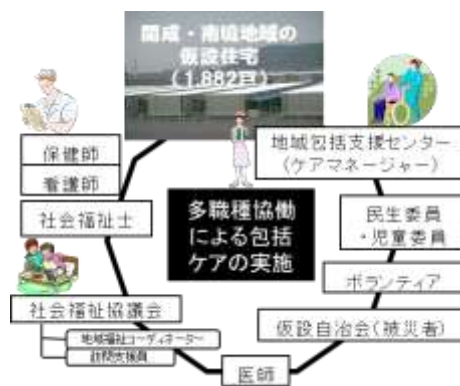 開成・南境地域の
仮設住宅
(1,882戸)
保健師
看護師
社会福祉士
地域包括支援センター
(ケアマネージャー)
多職種協働
による包括
ケアの実施
民生委員
・児童委員
ボランティア
社会福祉協議会
地域福祉コーディネーター
訪問支援員
仮設自治会(被災者)
医師